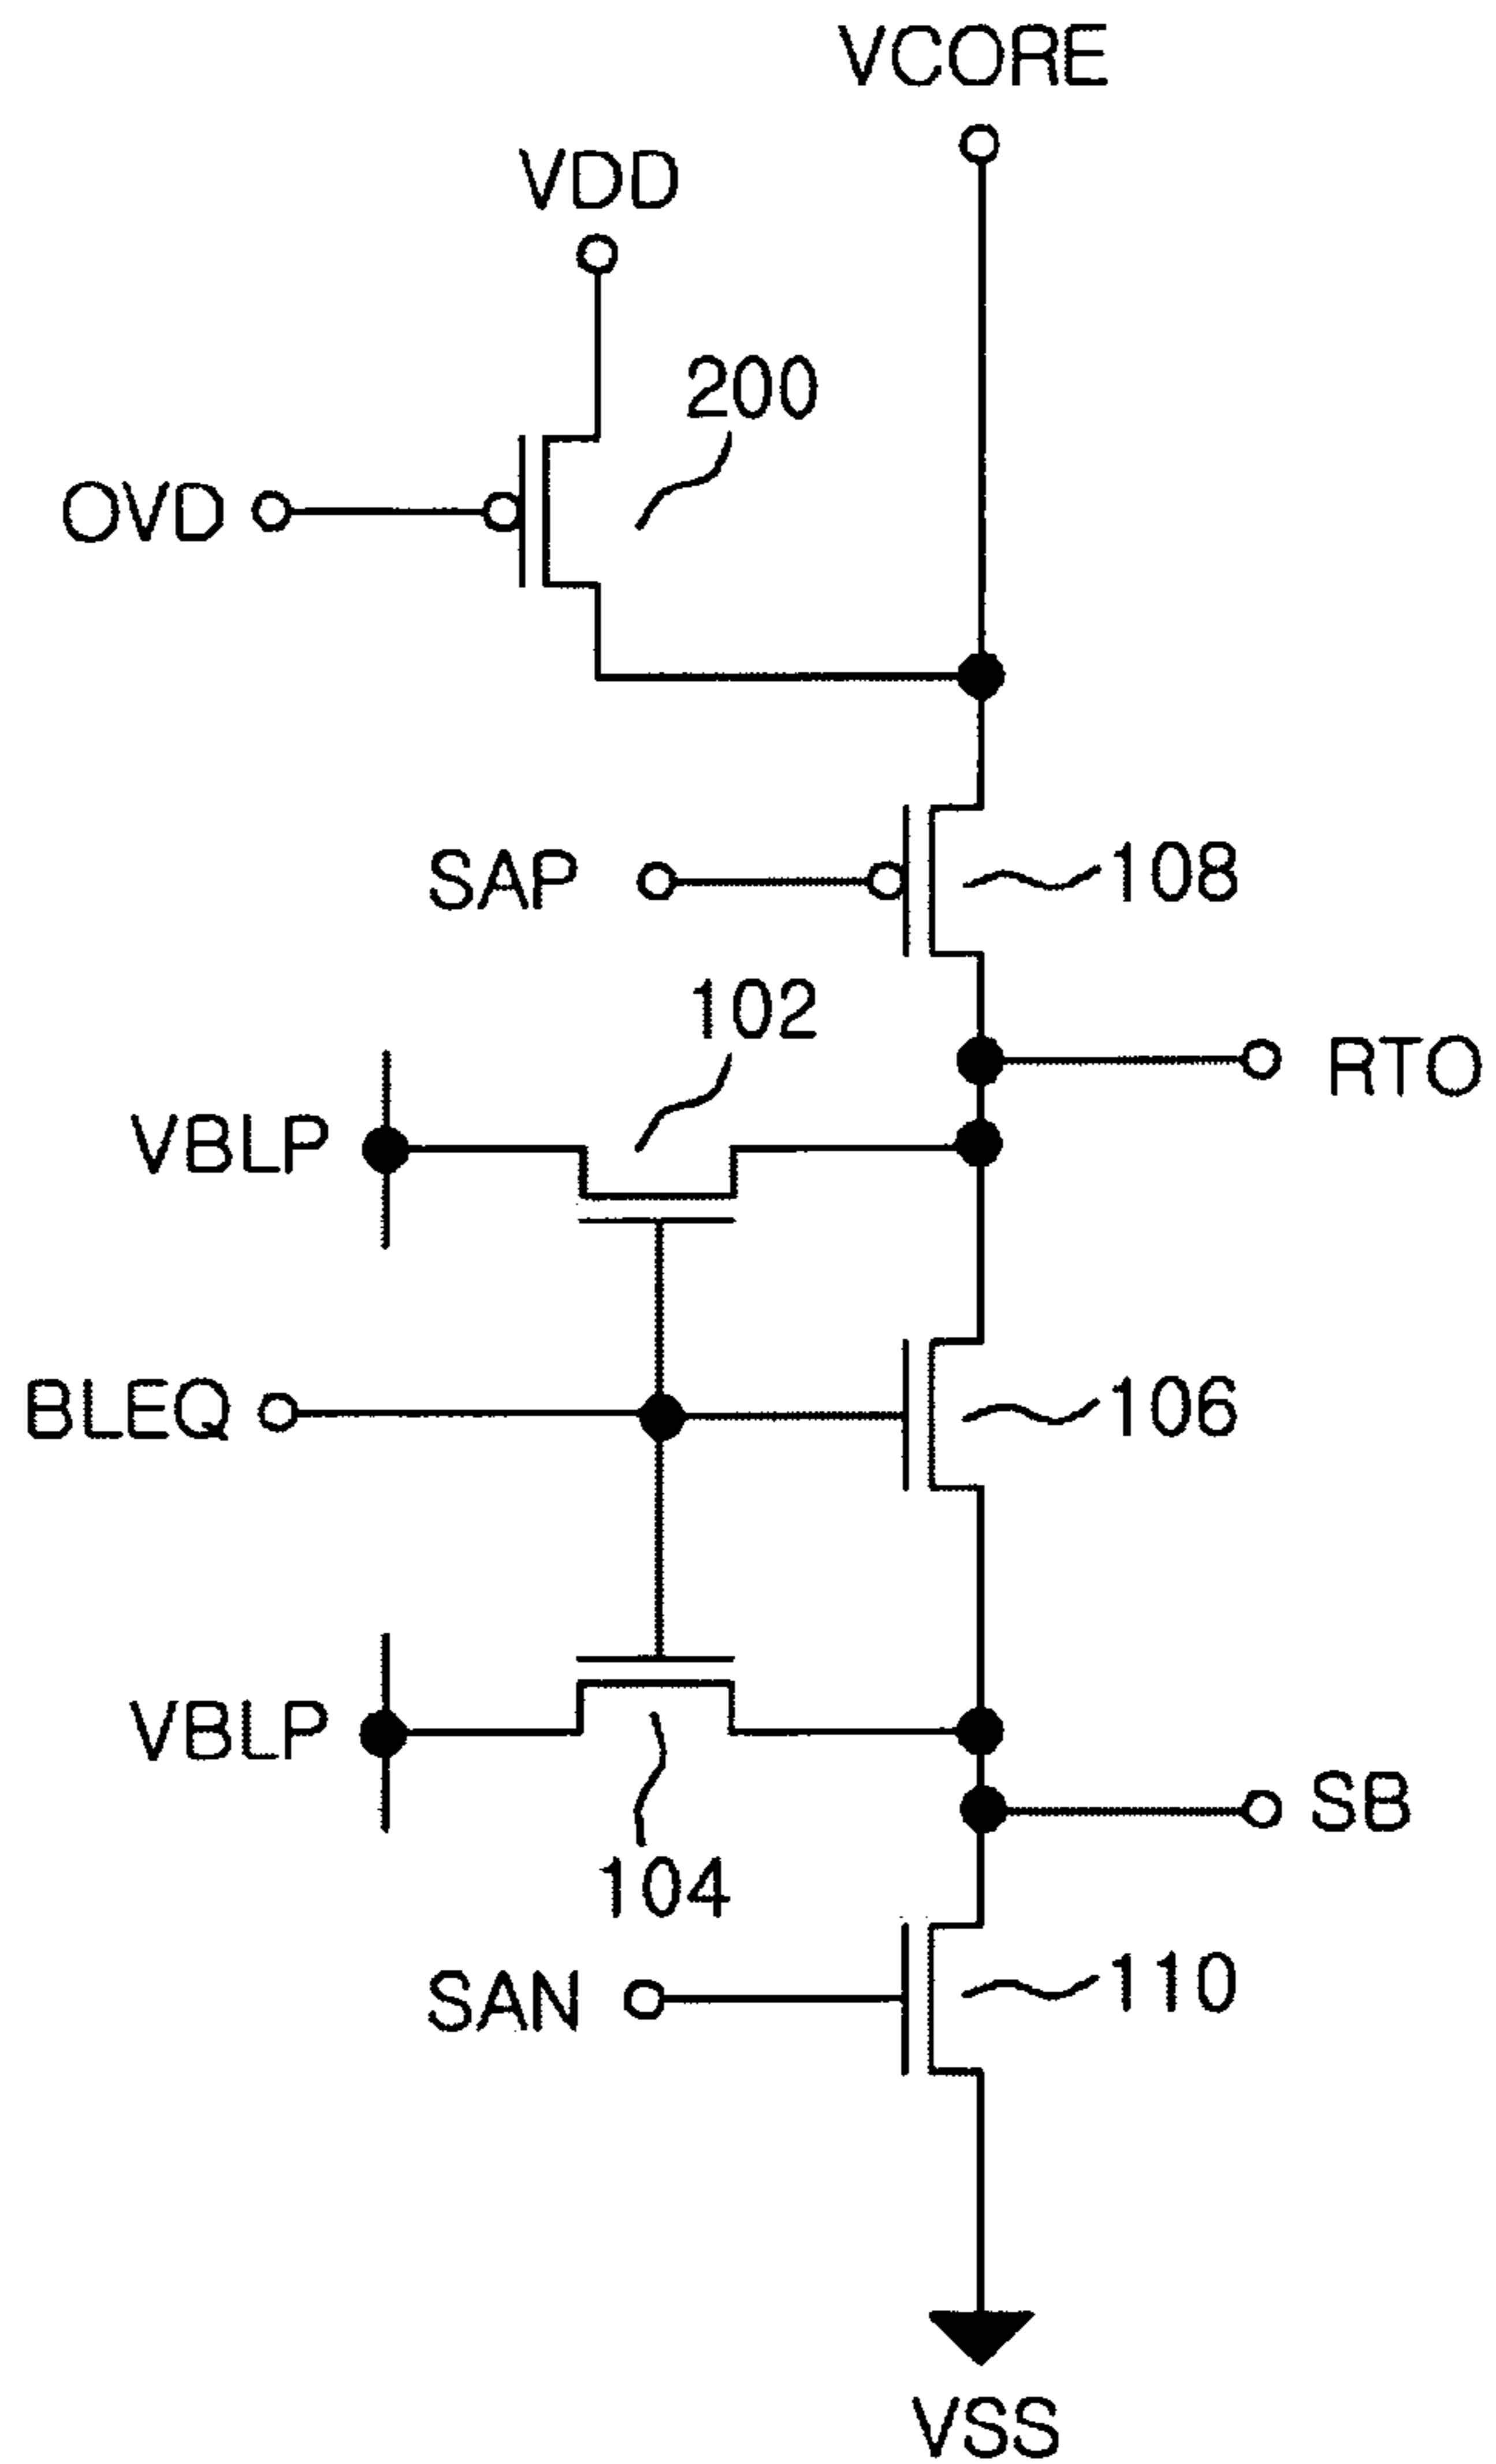 VCORE
VDD
200
OVD
SAP
108
102
RTO
VBLP
BLEQ
106
VBLP
SB
104
SAN
110
VSS